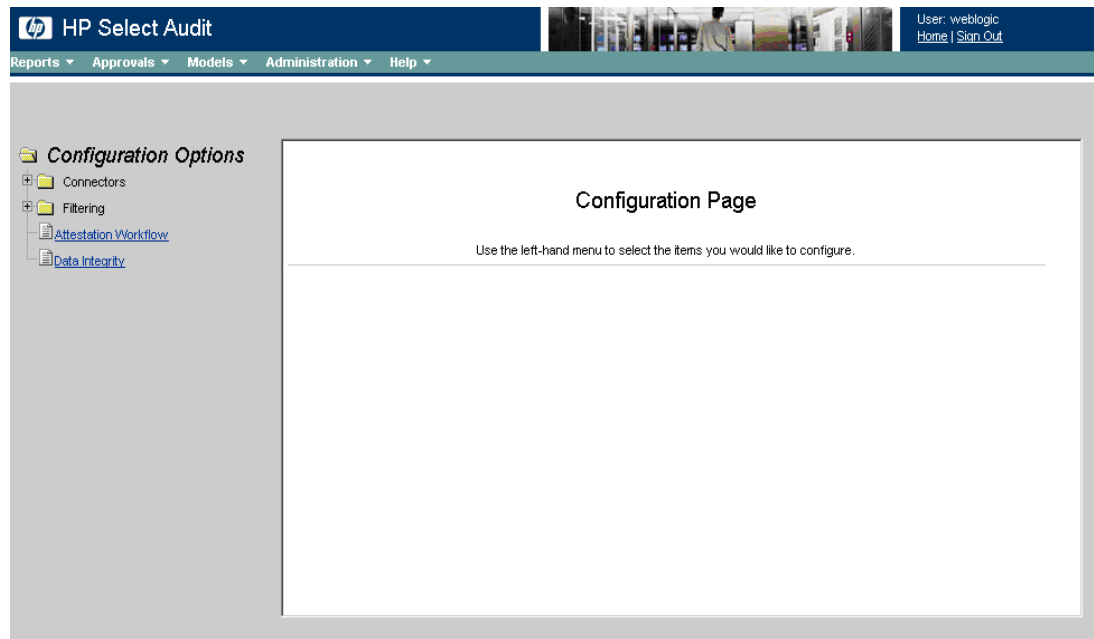 hp HP Select Audit
User: weblogic
Home | Sign Out
Reports Approvals Models Administration Help
Configuration Options
Connectors
Filtering
Attestation Workflow
Data Integrity
Configuration Page
Use the left-hand menu to select the items you would like to configure.